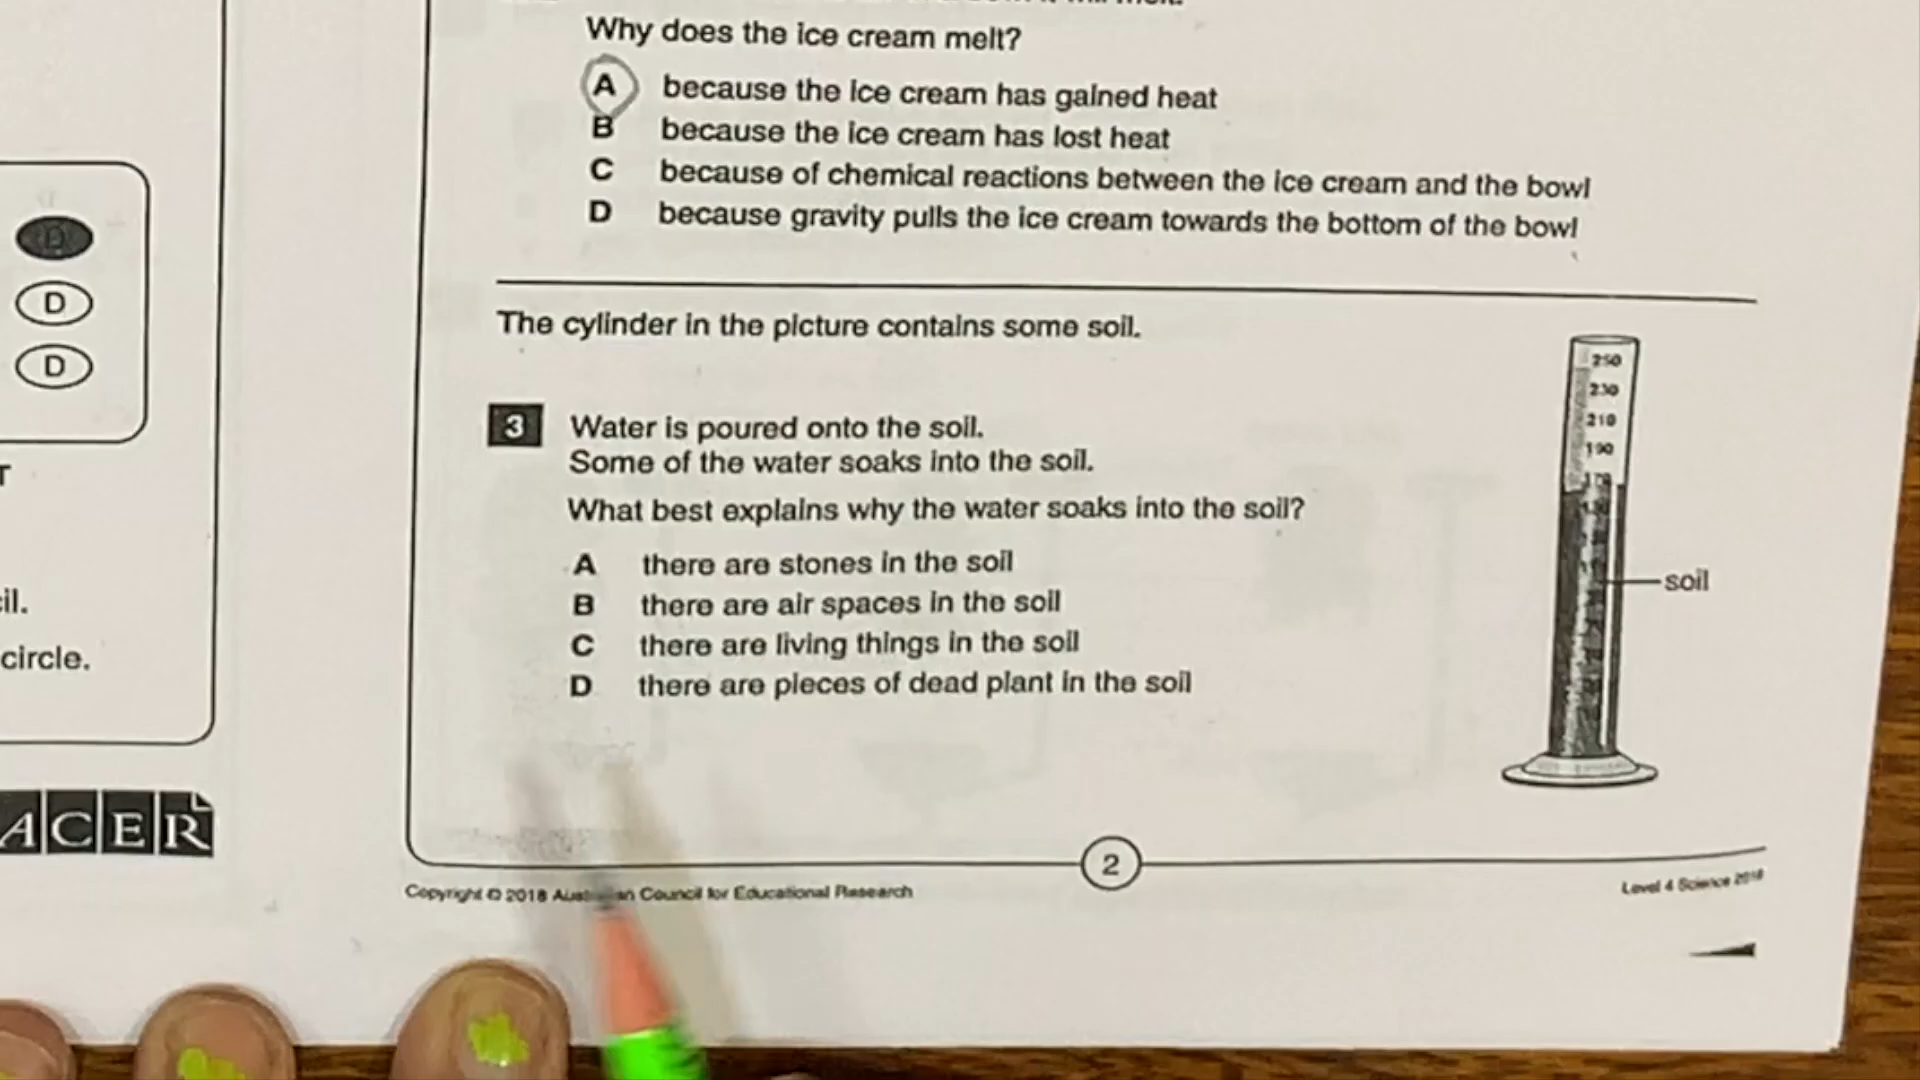 Why does the ice cream melt?
A because the ice cream has gained heat
B because the ice cream has lost heat
C because of chemical reactions between the ice cream and the bowl
D because gravity pulls the ice cream towards the bottom of the bowl
D
D
D
The cylinder in the picture contains some soil.
3 Water is poured onto the soil.
Some of the water soaks into the soil.
What best explains why the water soaks into the soil?
A there are stones in the soil
B there are air spaces in the soil
C there are living things in the soil
D there are pieces of dead plant in the soil
250
230
210
190
170
soil
circle.
ACER
2
Copyright © 2018 Australian Council for Educational Research
Level 4 Science 2018